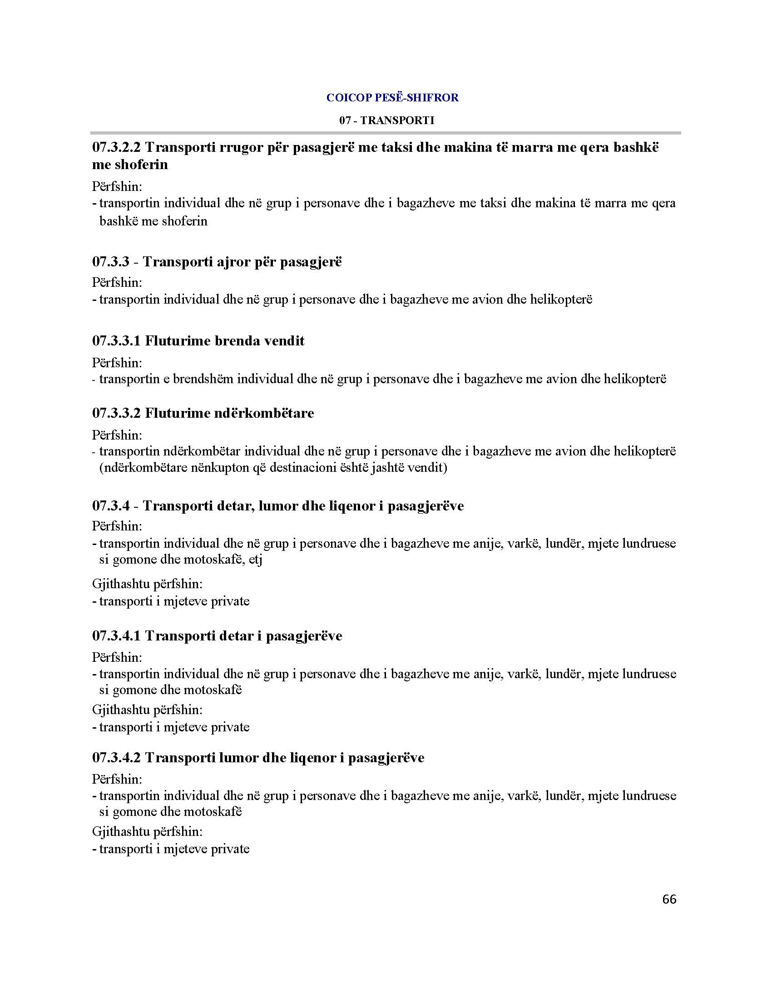 COICOP PESË-SHIFROR
07 - TRANSPORTI
07.3.2.2 Transporti rrugor për pasagjerë me taksi dhe makina të marra me qera bashkë
me shoferin
Përfshin:
- transportin individual dhe në grup i personave dhe i bagazheve me taksi dhe makina të marra me qera
bashkë me shoferin
07.3.3 - Transporti ajror për pasagjerë
Përfshin:
- transportin individual dhe në grup i personave dhe i bagazheve me avion dhe helikopterë
07.3.3.1 Fluturime brenda vendit
Përfshin:
- transportin e brendshëm individual dhe në grup i personave dhe i bagazheve me avion dhe helikopterë
07.3.3.2 Fluturime ndërkombëtare
Përfshin:
- transportin ndërkombëtar individual dhe në grup i personave dhe i bagazheve me avion dhe helikopterë
(ndërkombëtare nënkupton që destinacioni është jashtë vendit)
07.3.4 - Transporti detar, lumor dhe liqenor i pasagjerëve
Përfshin:
- transportin individual dhe në grup i personave dhe i bagazheve me anije, varkë, lundër, mjete lundruese
si gomone dhe motoskafë, etj
Gjithashtu përfshin:
- transporti i mjeteve private
07.3.4.1 Transporti detar i pasagjerëve
Përfshin:
- transportin individual dhe në grup i personave dhe i bagazheve me anije, varkë, lundër, mjete lundruese
si gomone dhe motoskafë
Gjithashtu përfshin:
- transporti i mjeteve private
07.3.4.2 Transporti lumor dhe liqenor i pasagjerëve
Përfshin:
- transportin individual dhe në grup i personave dhe i bagazheve me anije, varkë, lundër, mjete lundruese
si gomone dhe motoskafë
Gjithashtu përfshin:
- transporti i mjeteve private
66